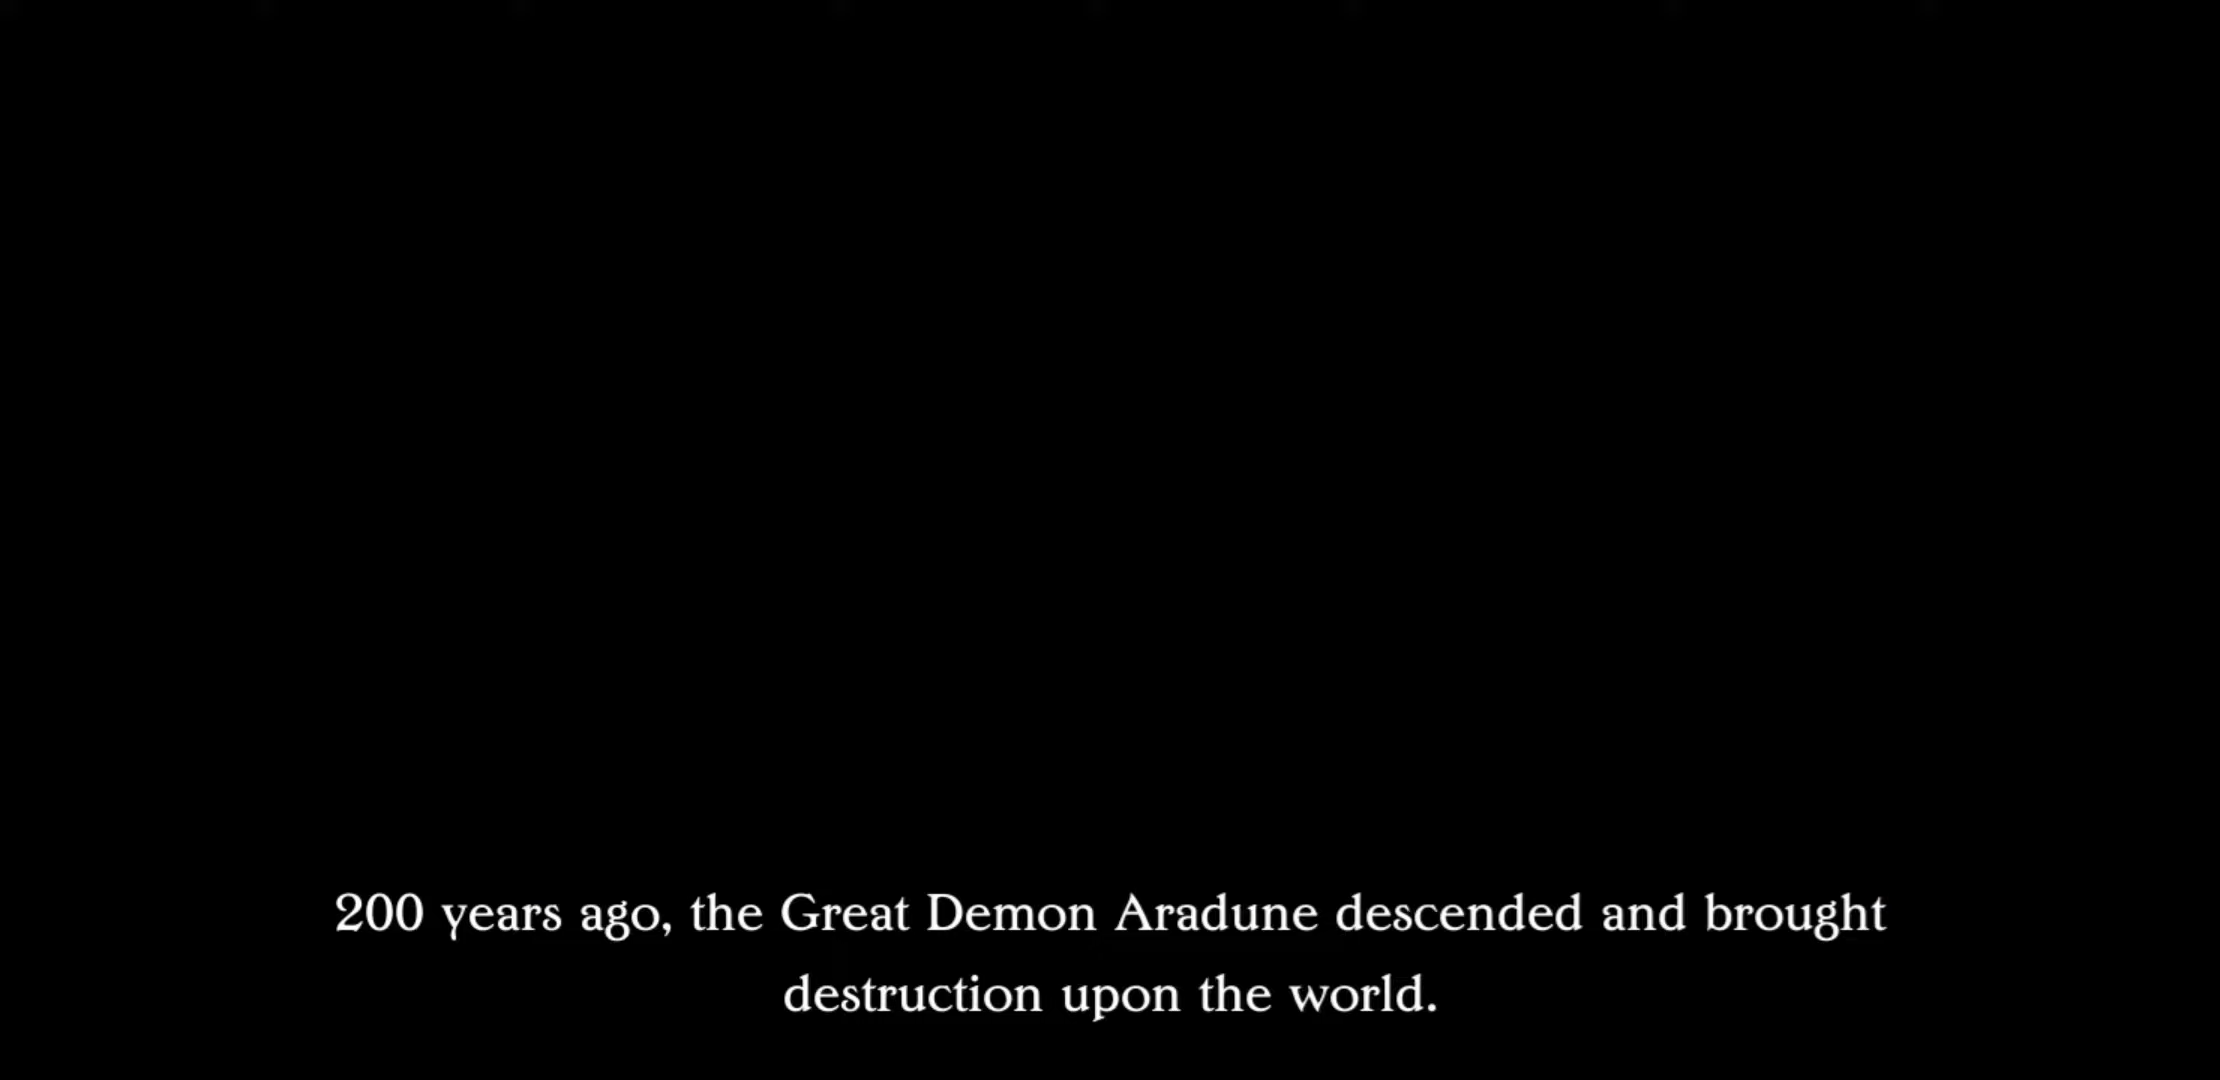 200 years ago, the Great Demon Aradune descended and brought
destruction upon the world.